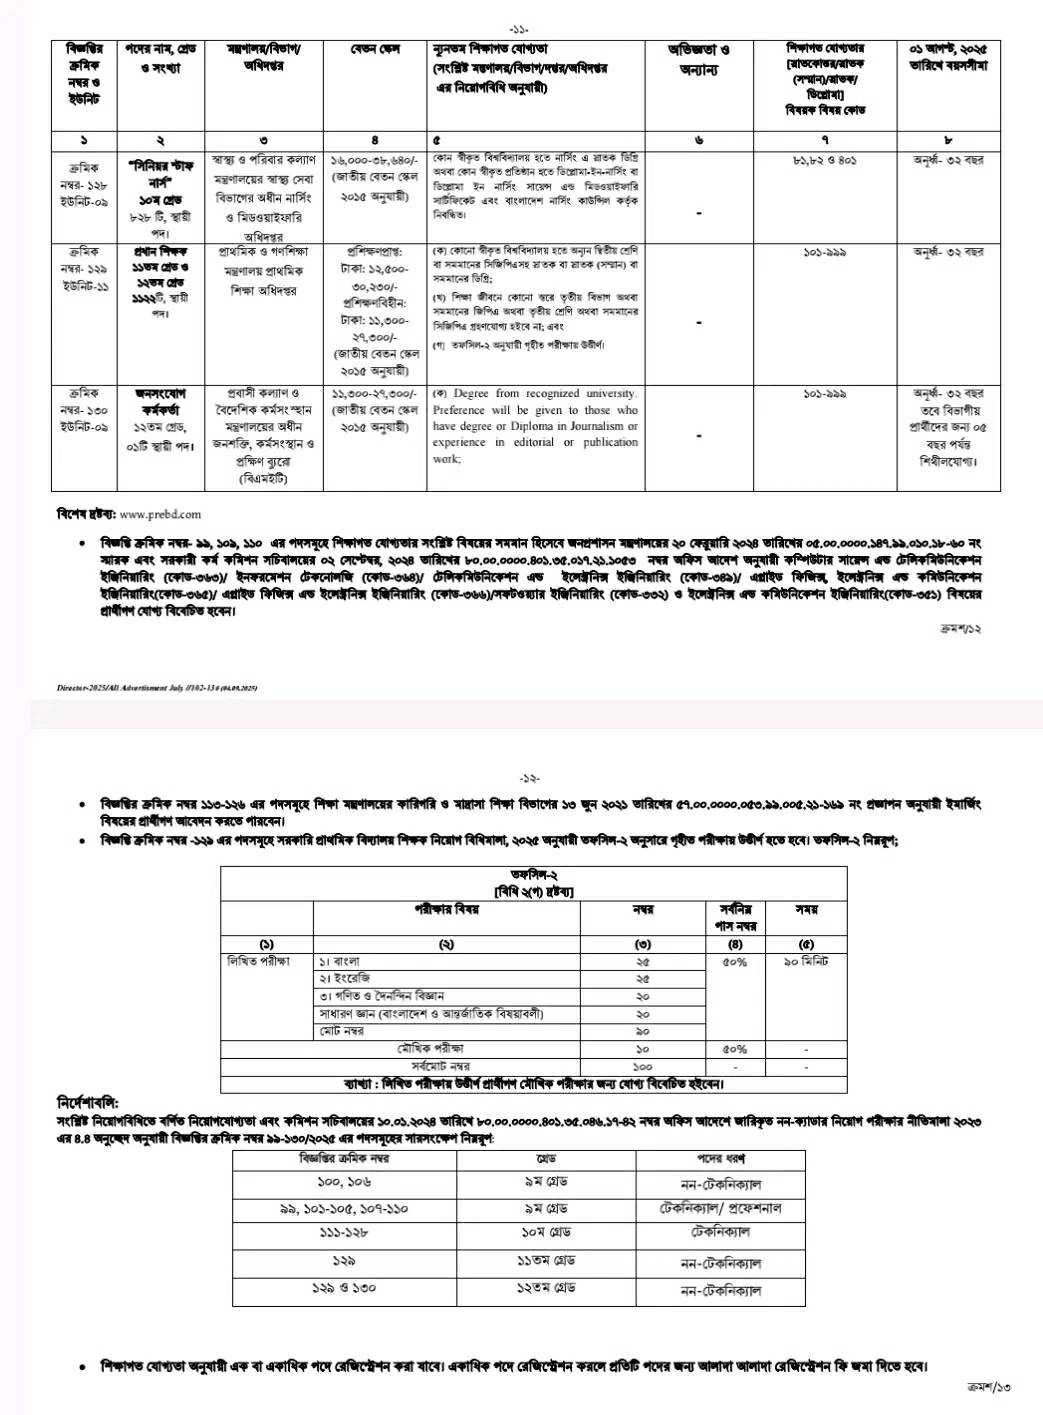 -১১-
বিজ্ঞপ্তির ক্রমিক নম্বর ও ইউনিট
পদের নাম, গ্রেড ও সংখ্যা
মন্ত্রণালয়/বিভাগ/অধিদপ্তর
বেতন স্কেল
ন্যূনতম শিক্ষাগত যোগ্যতা
(সংশ্লিষ্ট মন্ত্রণালয়/বিভাগ/দপ্তর/অধিদপ্তর
এর নিয়োগবিধি অনুযায়ী)
অভিজ্ঞতা ও অন্যান্য
শিক্ষাগত যোগ্যতার
[স্নাতকোত্তর/স্নাতক
(সম্মান)/স্নাতক/
ডিপ্লোমা]
বিষয়ক বিষয় কোড
০১ আগস্ট, ২০২৫
তারিখে বয়সসীমা
১ ২ ৩ ৪ ৫ ৬ ৭ ৮
ক্রমিক
নম্বর- ১২৮
ইউনিট-০৯
"সিনিয়র স্টাফ
নার্স"
১০ম গ্রেড
৮২৮ টি, স্থায়ী
পদ।
স্বাস্থ্য ও পরিবার কল্যাণ
মন্ত্রণালয়ের স্বাস্থ্য সেবা
বিভাগের অধীন নার্সিং
ও মিডওয়াইফারি
অধিদপ্তর
১৬,০০০-৩৮,৬৪০/-
(জাতীয় বেতন স্কেল
২০১৫ অনুযায়ী)
কোন স্বীকৃত বিশ্ববিদ্যালয় হতে নার্সিং এ স্নাতক ডিগ্রি
অথবা কোন স্বীকৃত প্রতিষ্ঠান হতে ডিপ্লোমা-ইন-নার্সিং বা
ডিপ্লোমা ইন নার্সিং সায়েন্স এন্ড মিডওয়াইফারি
সার্টিফিকেট এবং বাংলাদেশ নার্সিং কাউন্সিল কর্তৃক
নিবন্ধিত।
-
৮১,৮২ ও ৪০১
অনূর্ধ্ব- ৩২ বছর
ক্রমিক
নম্বর- ১২৯
ইউনিট-১১
প্রধান শিক্ষক
১১তম গ্রেড ও
১২তম গ্রেড
১১২২টি, স্থায়ী
পদ।
প্রাথমিক ও গণশিক্ষা
মন্ত্রণালয় প্রাথমিক
শিক্ষা অধিদপ্তর
প্রশিক্ষণপ্রাপ্ত:
টাকা: ১২,৫০০-
৩০,২৩০/-
প্রশিক্ষণবিহীন:
টাকা: ১১,৩০০-
২৭,৩০০/-
(জাতীয় বেতন স্কেল
২০১৫ অনুযায়ী)
(ক) কোনো স্বীকৃত বিশ্ববিদ্যালয় হতে অন্যূন দ্বিতীয় শ্রেণি
বা সমমানের সিজিপিএসহ স্নাতক বা স্নাতক (সম্মান) বা
সমমানের ডিগ্রি;
(খ) শিক্ষা জীবনে কোনো স্তরে তৃতীয় বিভাগ অথবা
সমমানের জিপিএ অথবা তৃতীয় শ্রেণি অথবা সমমানের
সিজিপিএ গ্রহণযোগ্য হইবে না; এবং
(গ) তফসিল-২ অনুযায়ী গৃহীত পরীক্ষায় উত্তীর্ণ।
-
১০১-৯৯৯
অনূর্ধ্ব- ৩২ বছর
ক্রমিক
নম্বর- ১৩০
ইউনিট-০৯
জনসংযোগ
কর্মকর্তা
১২তম গ্রেড,
০১টি স্থায়ী পদ।
প্রবাসী কল্যাণ ও
বৈদেশিক কর্মসংস্থান
মন্ত্রণালয়ের অধীন
জনশক্তি, কর্মসংস্থান ও
প্রক্ষিণ ব্যুরো
(বিএমইটি)
১১,৩০০-২৭,৩০০/-
(জাতীয় বেতন স্কেল
২০১৫ অনুযায়ী)
(ক) Degree from recognized university.
Preference will be given to those who
have degree or Diploma in Journalism or
experience in editorial or publication
work;
-
১০১-৯৯৯
অনূর্ধ্ব- ৩২ বছর
তবে বিভাগীয়
প্রার্থীদের জন্য ০৫
বছর পর্যন্ত
শিথীলযোগ্য।
বিশেষ দ্রষ্টব্য: www.prebd.com
• বিজ্ঞপ্তি ক্রমিক নম্বর- ৯৯, ১০৯, ১১০ এর পদসমূহে শিক্ষাগত যোগ্যতার সংশ্লিষ্ট বিষয়ের সমমান হিসেবে জনপ্রশাসন মন্ত্রণালয়ের ২০ ফেব্রুয়ারি ২০২৪ তারিখের ০৫.০০.০০০০.১৪৭.৯৯.০১০.১৮-৬০ নং
স্মারক এবং সরকারী কর্ম কমিশন সচিবালয়ের ০২ সেপ্টেম্বর, ২০২৪ তারিখের ৮০.০০.০০০০.৪০১.৩৫.০১৭.২১.১০৫৩ নম্বর অফিস আদেশ অনুযায়ী কম্পিউটার সায়েন্স এন্ড টেলিকমিউনিকেশন
ইঞ্জিনিয়ারিং (কোড-৩৬৩)/ ইনফরমেশন টেকনোলজি (কোড-৩৬৪)/ টেলিকমিউনিকেশন এন্ড ইলেক্ট্রনিক্স ইঞ্জিনিয়ারিং (কোড-৩৪৯)/ এপ্লাইড ফিজিক্স, ইলেক্ট্রনিক্স এন্ড কমিউনিকেশন
ইঞ্জিনিয়ারিং(কোড-৩৬৫)/ এপ্লাইড ফিজিক্স এন্ড ইলেক্ট্রনিক্স ইঞ্জিনিয়ারিং (কোড-৩৬৬)/সফটওয়্যার ইঞ্জিনিয়ারিং (কোড-৩৩২) ও ইলেক্ট্রনিক্স এন্ড কমিউনিকেশন ইঞ্জিনিয়ারিং(কোড-৩৫১) বিষয়ের
প্রার্থীগণ যোগ্য বিবেচিত হবেন।
ক্রমশ/১২
Director-2025/All Advertisment July //102-130 (04.09.2025)
-১২-
• বিজ্ঞপ্তির ক্রমিক নম্বর ১১৩-১২৬ এর পদসমূহে শিক্ষা মন্ত্রণালয়ের কারিগরি ও মাদ্রাসা শিক্ষা বিভাগের ১৩ জুন ২০২১ তারিখের ৫৭.০০.০০০০.০৫৩.৯৯.০০৫.২১-১৬৯ নং প্রজ্ঞাপন অনুযায়ী ইমার্জিং
বিষয়ের প্রার্থীগণ আবেদন করতে পারবেন।
• বিজ্ঞপ্তি ক্রমিক নম্বর -১২৯ এর পদসমূহে সরকারি প্রাথমিক বিদ্যালয় শিক্ষক নিয়োগ বিধিমালা, ২০২৫ অনুযায়ী তফসিল-২ অনুসারে গৃহীত পরীক্ষায় উত্তীর্ণ হতে হবে। তফসিল-২ নিম্নরূপ;
তফসিল-২
[বিধি ২(গ) দ্রষ্টব্য]
পরীক্ষার বিষয় নম্বর সর্বনিম্ন পাস নম্বর সময়
(১) (২) (৩) (৪) (৫)
লিখিত পরীক্ষা ১। বাংলা ২৫ ৫০% ৯০ মিনিট
২। ইংরেজি ২৫
৩। গণিত ও দৈনন্দিন বিজ্ঞান ২০
সাধারণ জ্ঞান (বাংলাদেশ ও আন্তর্জাতিক বিষয়াবলী) ২০
মোট নম্বর ৯০
মৌখিক পরীক্ষা ১০ ৫০% -
সর্বমোট নম্বর ১০০ - -
ব্যাখ্যা : লিখিত পরীক্ষায় উত্তীর্ণ প্রার্থীগণ মৌখিক পরীক্ষার জন্য যোগ্য বিবেচিত হইবেন।
নির্দেশাবলি:
সংশ্লিষ্ট নিয়োগবিধিতে বর্ণিত নিয়োগযোগ্যতা এবং কমিশন সচিবালয়ের ১০.০১.২০২৪ তারিখে ৮০.০০.০০০০.৪০১.৩৫.০৪৬.১৭-৪২ নম্বর অফিস আদেশে জারিকৃত নন-ক্যাডার নিয়োগ পরীক্ষার নীতিমালা ২০২৩
এর ৪.৪ অনুচ্ছেদ অনুযায়ী বিজ্ঞপ্তির ক্রমিক নম্বর ৯৯-১৩০/২০২৫ এর পদসমূহের সারসংক্ষেপ নিম্নরূপ:
বিজ্ঞপ্তির ক্রমিক নম্বর গ্রেড পদের ধরণ
১০০, ১০৬ ৯ম গ্রেড নন-টেকনিক্যাল
৯৯, ১০১-১০৫, ১০৭-১১০ ৯ম গ্রেড টেকনিক্যাল/ প্রফেশনাল
১১১-১২৮ ১০ম গ্রেড টেকনিক্যাল
১২৯ ১১তম গ্রেড নন-টেকনিক্যাল
১২৯ ও ১৩০ ১২তম গ্রেড নন-টেকনিক্যাল
• শিক্ষাগত যোগ্যতা অনুযায়ী এক বা একাধিক পদে রেজিস্ট্রেশন করা যাবে। একাধিক পদে রেজিস্ট্রেশন করলে প্রতিটি পদের জন্য আলাদা আলাদা রেজিস্ট্রেশন ফি জমা দিতে হবে।
ক্রমশ/১৩